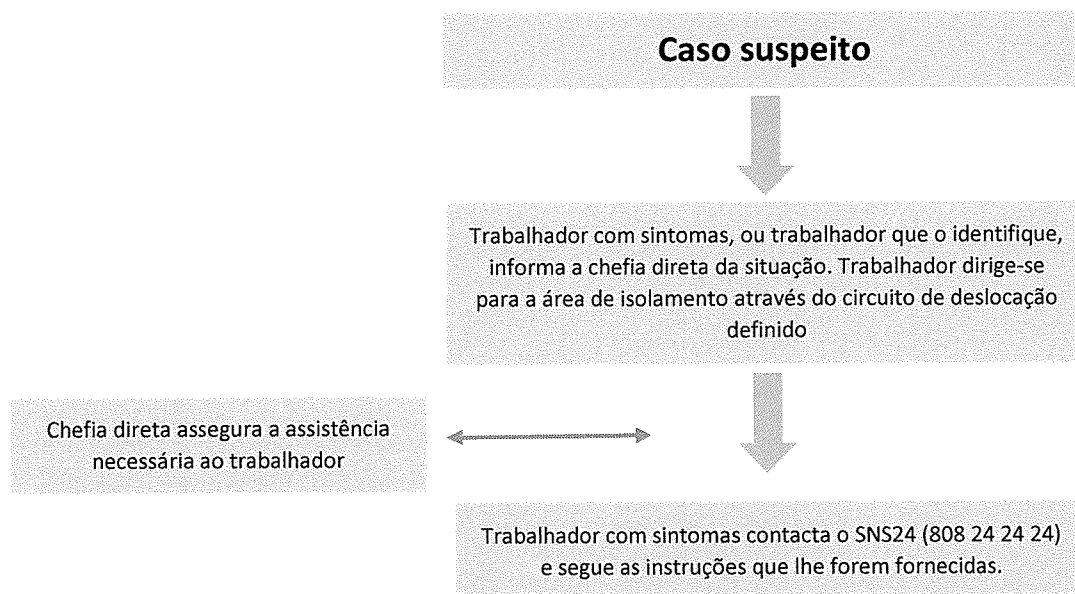 Caso suspeito
Trabalhador com sintomas, ou trabalhador que o identifique,
informa a chefia direta da situação. Trabalhador dirige-se
para a área de isolamento através do circuito de deslocação
definido
Chefia direta assegura a assistência
necessária ao trabalhador
Trabalhador com sintomas contacta o SNS24 (808 24 24 24)
e segue as instruções que lhe forem fornecidas.